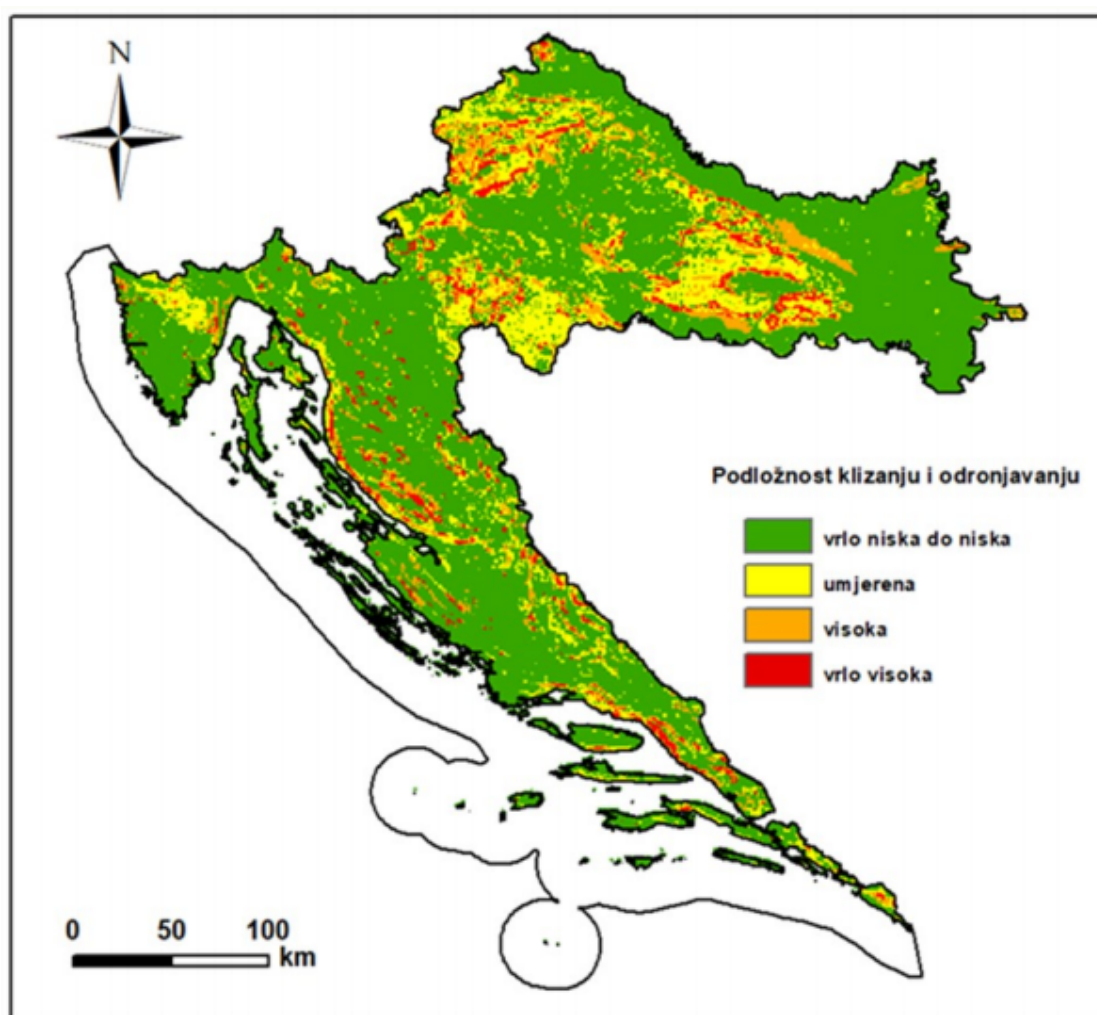 N
Podložnost klizanju i odronjavanju
vrlo niska do niska
umjerena
visoka
vrlo visoka
0 50 100
km